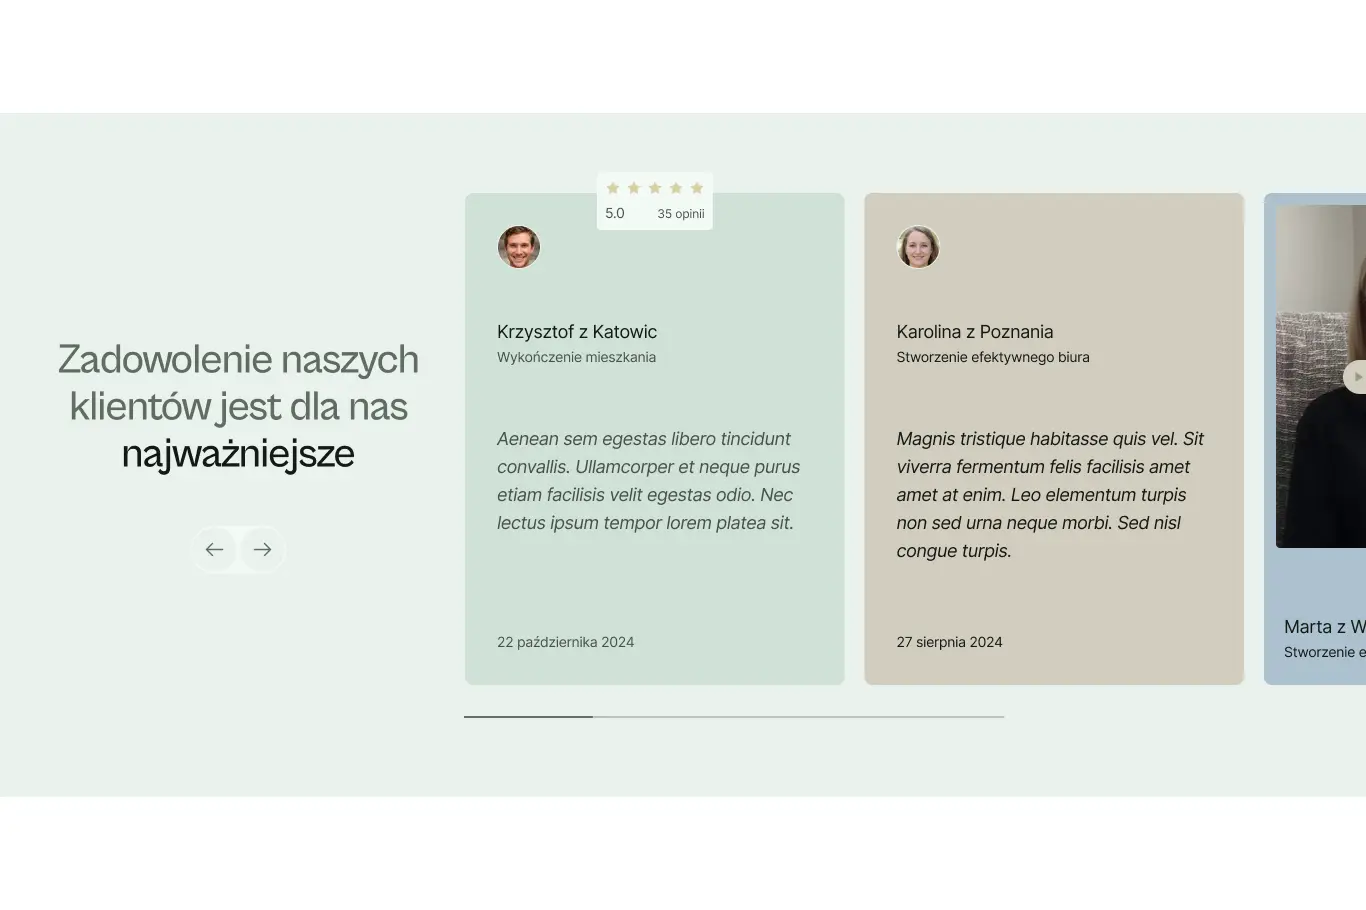 Zadowolenie naszych
klientów jest dla nas
najważniejsze
5.0
35 opinii
Krzysztof z Katowic
Wykończenie mieszkania
Aenean sem egestas libero tincidunt
convallis. Ullamcorper et neque purus
etiam facilisis velit egestas odio. Nec
lectus ipsum tempor lorem platea sit.
22 października 2024
Karolina z Poznania
Stworzenie efektywnego biura
Magnis tristique habitasse quis vel. Sit
viverra fermentum felis facilisis amet
amet at enim. Leo elementum turpis
non sed urna neque morbi. Sed nisl
congue turpis.
27 sierpnia 2024
Marta z W
Stworzenie e